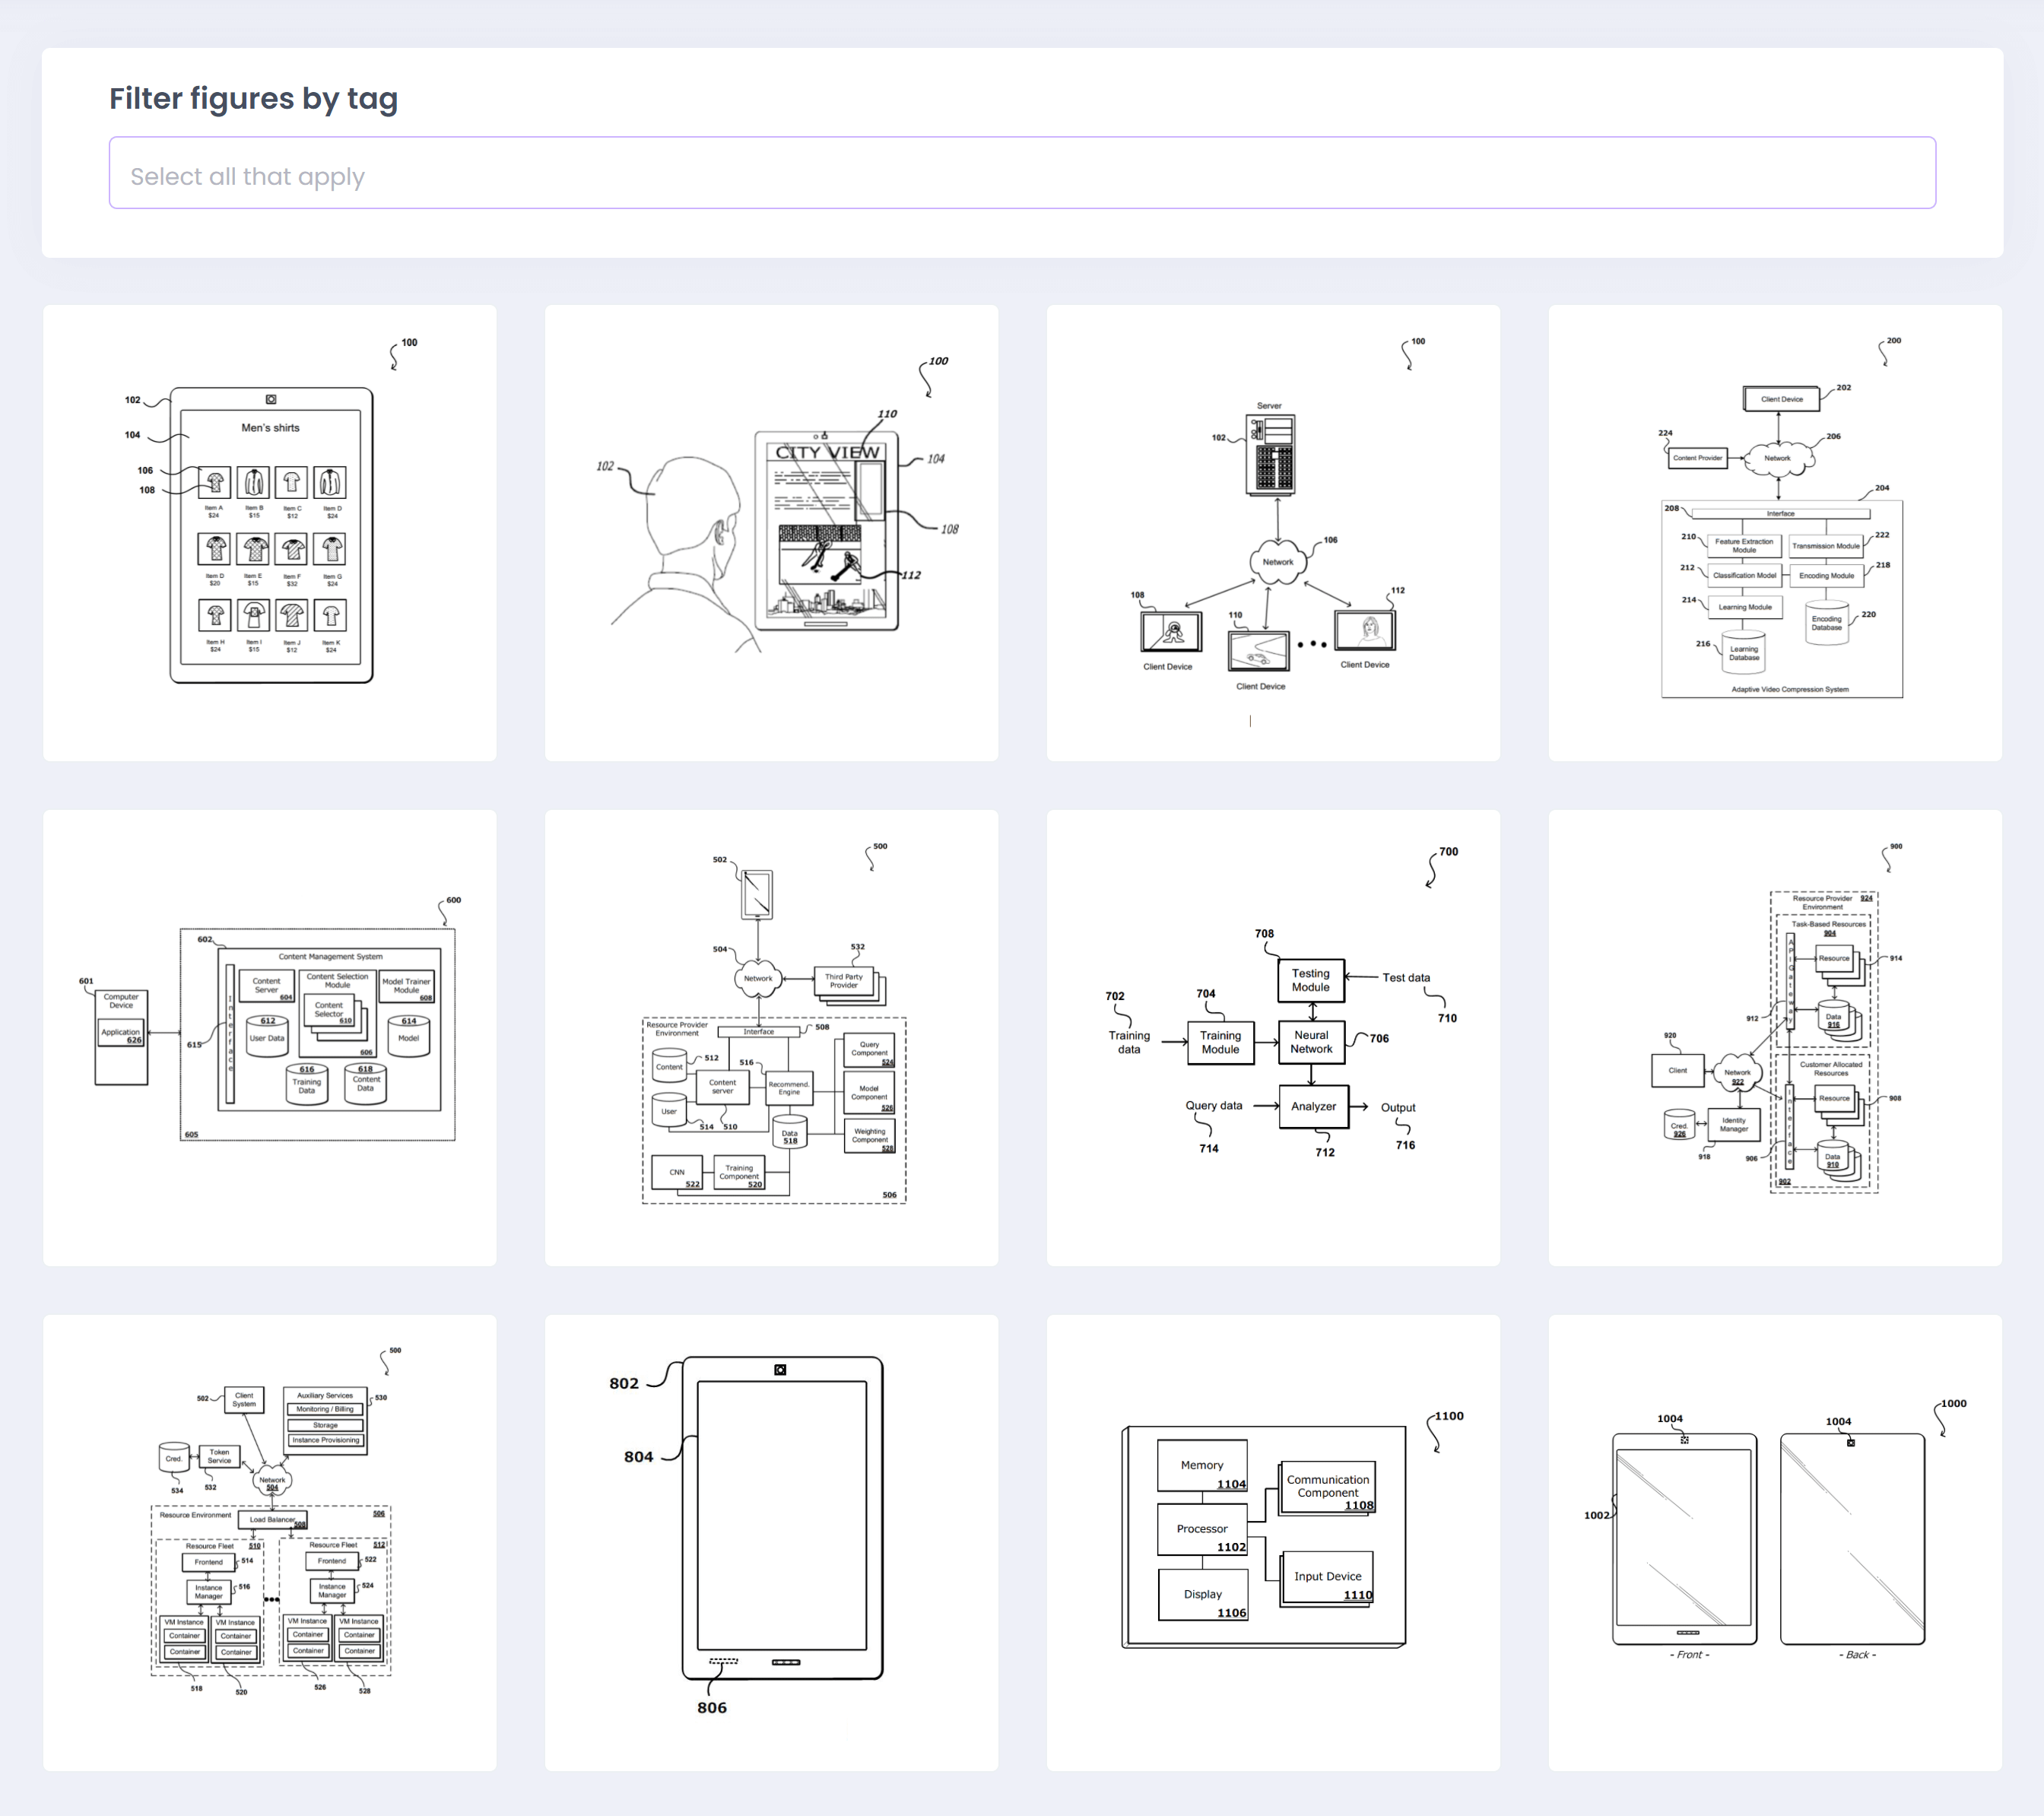 Filter figures by tag
Select all that apply
100
102
104
Men's shirts
106
108
Item A Item B Item C Item D
$24 $15 $12 $24
Item D Item E Item F Item G
$20 $15 $32 $24
Item H Item I Item J Item K
$24 $15 $12 $24
100
110
CITY VIEW
102
104
108
112
100
Server
102
106
Network
108
110
112
Client Device
Client Device
Client Device
200
Client Device
202
224
206
Content Provider
Network
204
208
Interface
210
Feature Extraction
Module
Transmission Module
222
212
Classification Model
Encoding Module
218
214
Learning Module
Encoding
Database
220
216
Learning
Database
Adaptive Video Compression System
600
602
Content Management System
601
Computer
Device
Application
626
615
Interface
Content
Server
604
Content Selection
Module
Content
Selector
610
606
Model Trainer
Module
608
612
User Data
614
Model
616
Training
Data
618
Content
Data
605
500
502
504
Network
532
Third Party
Provider
Resource Provider
Environment
Interface
508
512
Content
516
Content
server
Recommend.
Engine
User
514
510
Data
518
Query
Component
524
Model
Component
526
Weighting
Component
528
CNN
522
Training
Component
520
506
700
708
Testing
Module
Test data
710
702
Training
data
704
Training
Module
Neural
Network
706
Query data
714
Analyzer
712
Output
716
900
Resource Provider
Environment
924
Task-Based Resources
904
API Gateway
Resource
914
912
Data
916
920
Client
Network
922
Customer Allocated
Resources
Interface
Resource
908
Cred.
926
Identity
Manager
918
906
Data
910
902
500
502
Client
System
Auxiliary Services
530
Monitoring / Billing
Storage
Instance Provisioning
Cred.
534
Token
Service
532
Network
504
Resource Environment
Load Balancer
508
506
Resource Fleet
510
Resource Fleet
512
Frontend
514
Frontend
522
Instance
Manager
516
Instance
Manager
524
VM Instance VM Instance
Container Container
Container Container
VM Instance VM Instance
Container Container
Container Container
518
520
526
528
802
804
806
1100
Memory
1104
Communication
Component
1108
Processor
1102
Display
1106
Input Device
1110
1000
1004
1004
1002
- Front -
- Back -